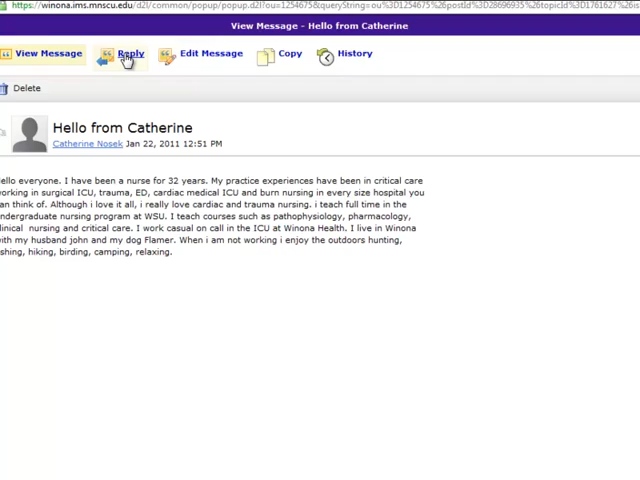 https://winona.ims.mnscu.edu/d2l/common/popup/popup.d2l?ou=1254675&queryString=ou%3D1254675%26postId%3D28696935%26topicId%3D1761627%26is
View Message - Hello from Catherine
View Message Reply Edit Message Copy History
Delete
Hello from Catherine
Catherine Nosek Jan 22, 2011 12:51 PM
ello everyone. I have been a nurse for 32 years. My practice experiences have been in critical care
orking in surgical ICU, trauma, ED, cardiac medical ICU and burn nursing in every size hospital you
an think of. Although i love it all, i really love cardiac and trauma nursing. i teach full time in the
ndergraduate nursing program at WSU. I teach courses such as pathophysiology, pharmacology,
linical nursing and critical care. I work casual on call in the ICU at Winona Health. I live in Winona
ith my husband john and my dog Flamer. When i am not working i enjoy the outdoors hunting,
shing, hiking, birding, camping, relaxing.